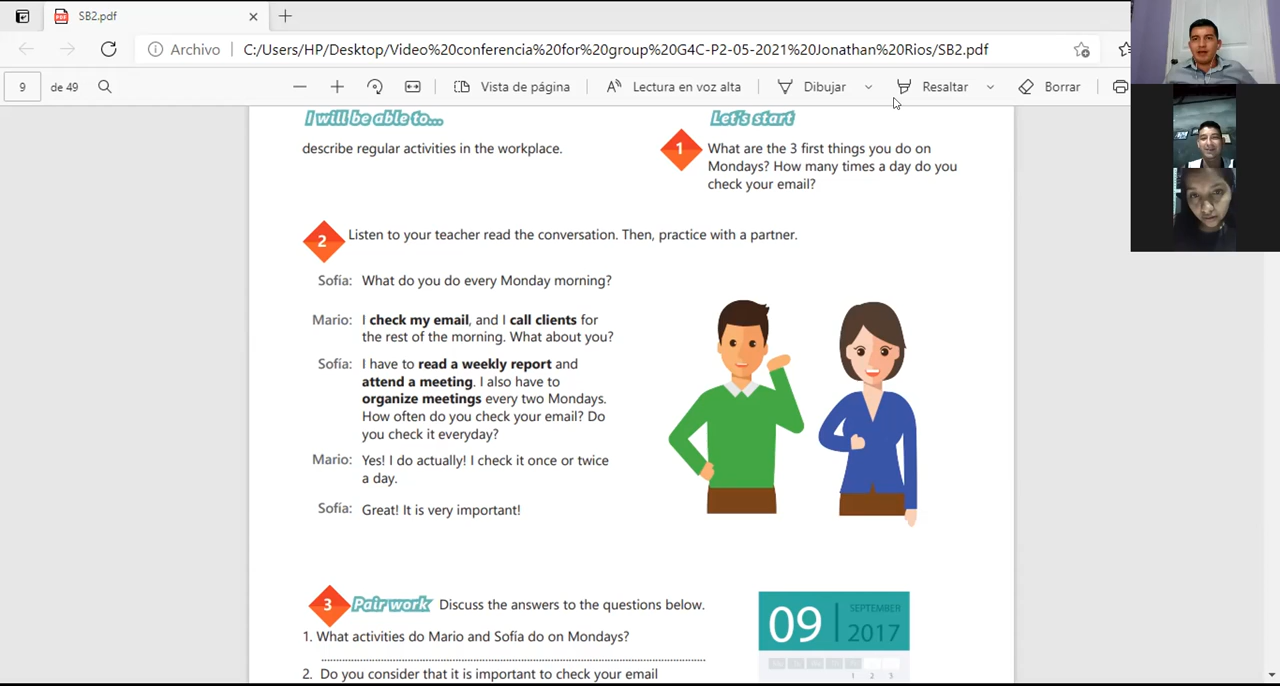 SB2.pdf
Archivo C:/Users/HP/Desktop/Video%20conferencia%20for%20group%20G4C-P2-05-2021%20Jonathan%20Rios/SB2.pdf
9 de 49 Vista de página Lectura en voz alta Dibujar Resaltar Borrar
I will be able to...
describe regular activities in the workplace.
Let's start
1 What are the 3 first things you do on
Mondays? How many times a day do you
check your email?
2 Listen to your teacher read the conversation. Then, practice with a partner.
Sofía: What do you do every Monday morning?
Mario: I check my email, and I call clients for
the rest of the morning. What about you?
Sofía: I have to read a weekly report and
attend a meeting. I also have to
organize meetings every two Mondays.
How often do you check your email? Do
you check it everyday?
Mario: Yes! I do actually! I check it once or twice
a day.
Sofía: Great! It is very important!
3 Pair work Discuss the answers to the questions below.
1. What activities do Mario and Sofía do on Mondays?
2. Do you consider that it is important to check your email
09 SEPTEMBER
2017
1 2 3